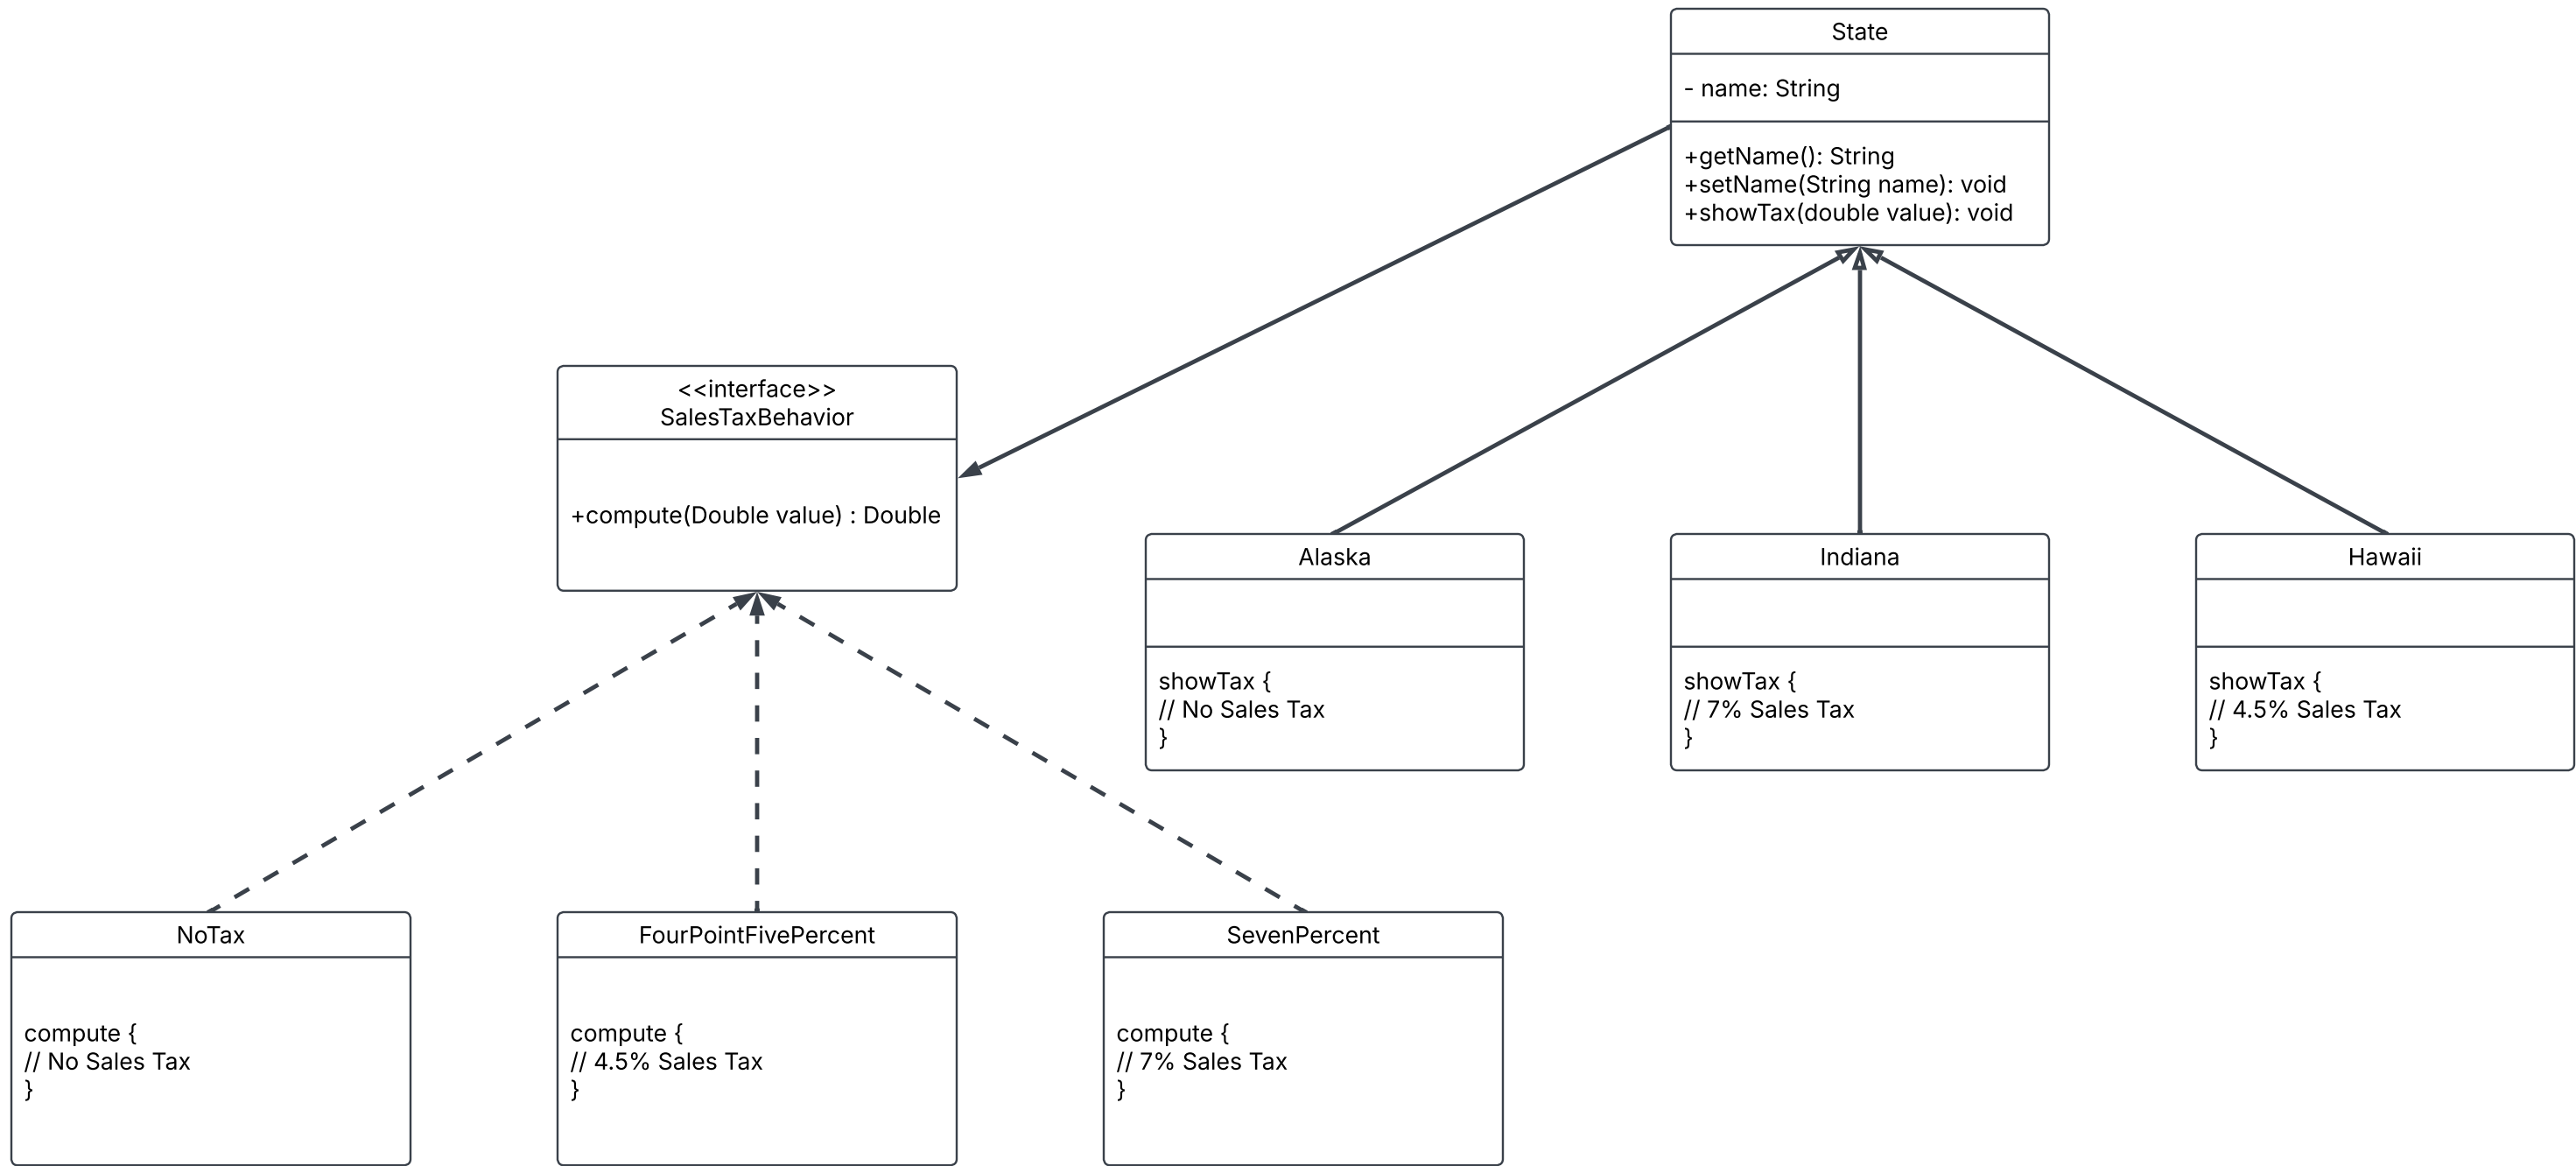 State
- name: String
+getName(): String
+setName(String name): void
+showTax(double value): void
<<interface>>
SalesTaxBehavior
+compute(Double value) : Double
Alaska
showTax {
// No Sales Tax
}
Indiana
showTax {
// 7% Sales Tax
}
Hawaii
showTax {
// 4.5% Sales Tax
}
NoTax
compute {
// No Sales Tax
}
FourPointFivePercent
compute {
// 4.5% Sales Tax
}
SevenPercent
compute {
// 7% Sales Tax
}